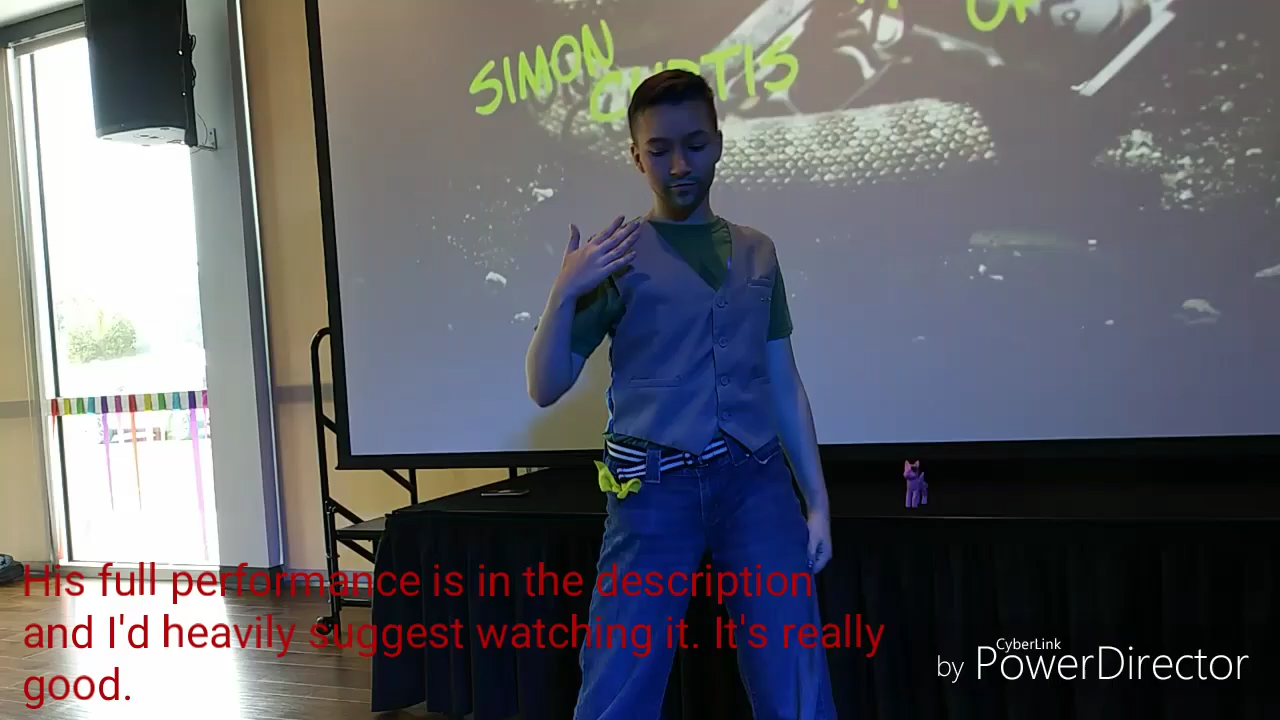 SIMON
CURTIS
His full performance is in the description
and I'd heavily suggest watching it. It's really
good.
CyberLink
by PowerDirector